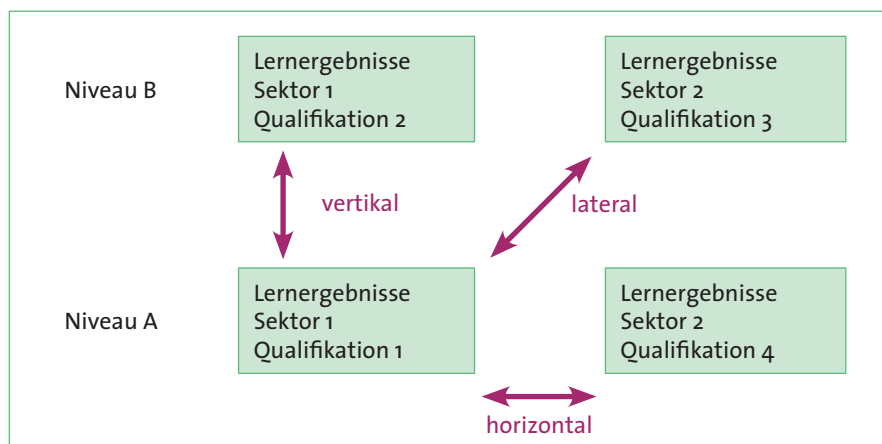 Niveau B
Lernergebnisse
Sektor 1
Qualifikation 2
Lernergebnisse
Sektor 2
Qualifikation 3
vertikal
lateral
Niveau A
Lernergebnisse
Sektor 1
Qualifikation 1
Lernergebnisse
Sektor 2
Qualifikation 4
horizontal